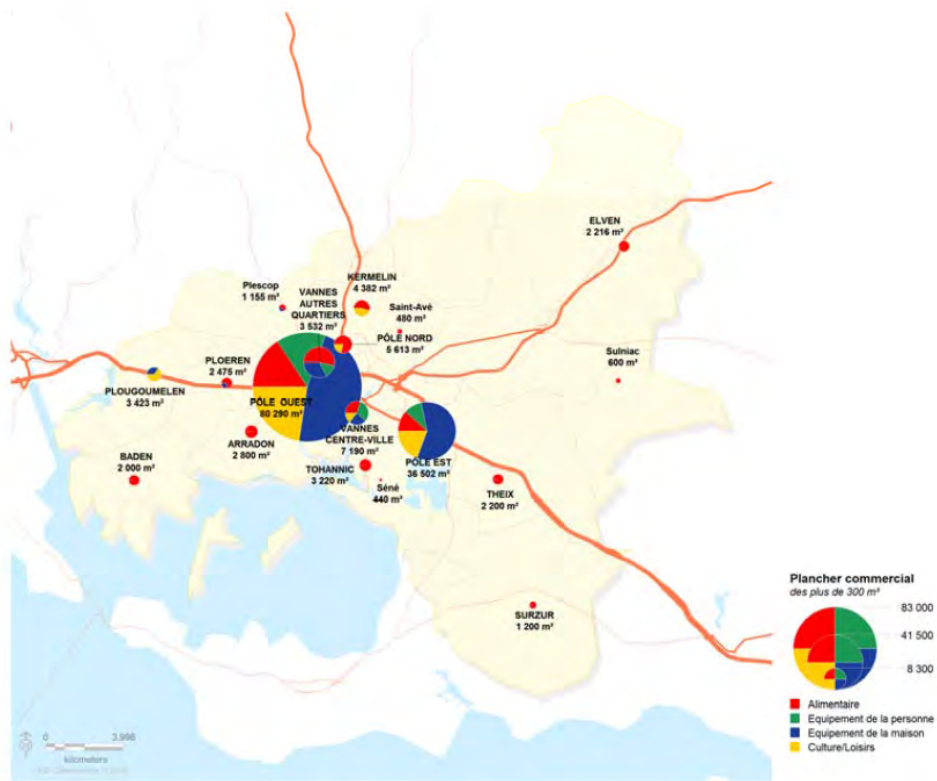 ELVEN
2 216 m²
KERMELIN
4 382 m²
Plescop
1 155 m²
VANNES
AUTRES
QUARTIERS
3 532 m²
Saint-Avé
480 m²
PÔLE NORD
5 613 m²
Sulniac
600 m²
PLOEREN
2 475 m²
PLOUGOUMELEN
3 423 m²
PÔLE OUEST
80 290 m²
ARRADON
2 800 m²
VANNES
CENTRE-VILLE
7 190 m²
BADEN
2 000 m²
TOHANNIC
3 220 m²
Séné
440 m²
PÔLE EST
36 502 m²
THEIX
2 200 m²
SURZUR
1 200 m²
Plancher commercial
des plus de 300 m²
83 000
41 500
8 300
Alimentaire
Equipement de la personne
Equipement de la maison
Culture/Loisirs
0 3,998
kilometers